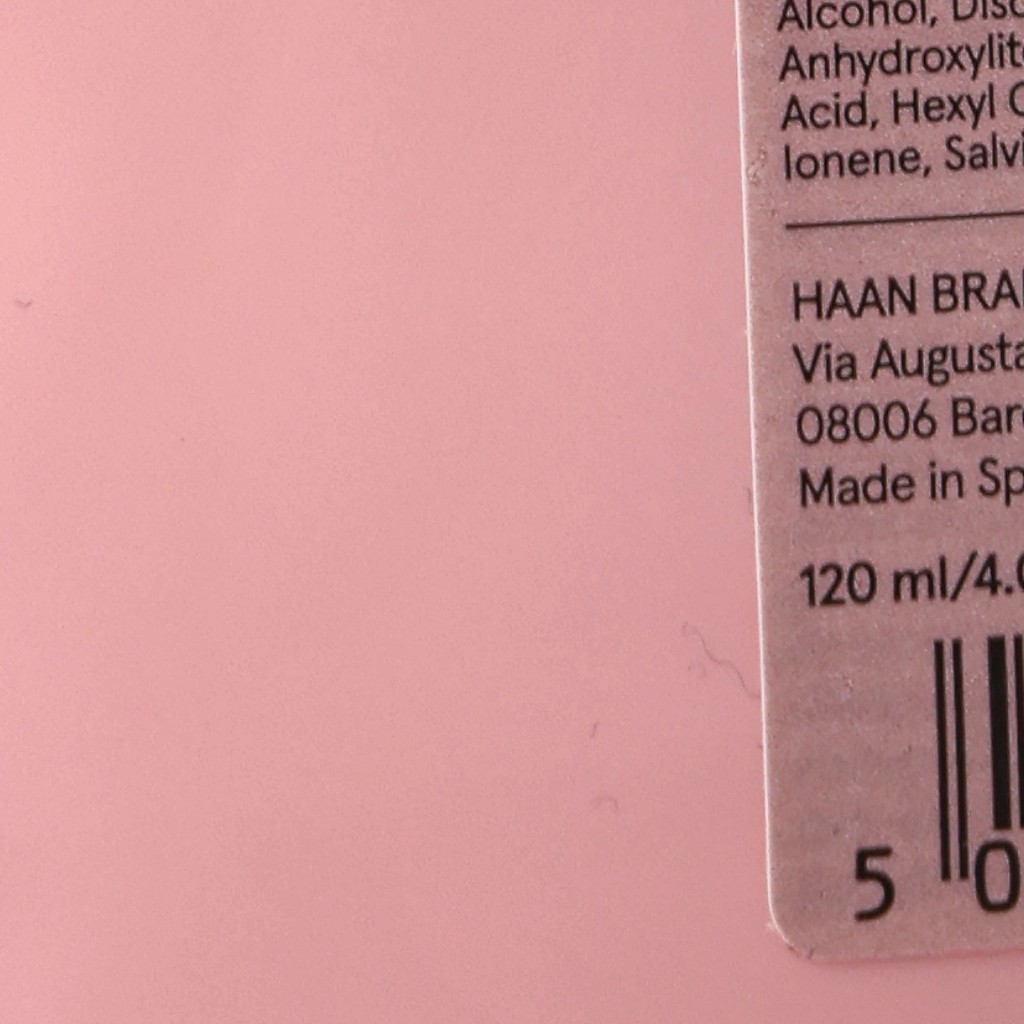 Alcohol,
Anhydroxylit
Acid, Hexyl
Ionene, Salvi
HAAN BRA
Via Augusta
08006 Bar
Made in Sp
120 ml/4.0
5 0